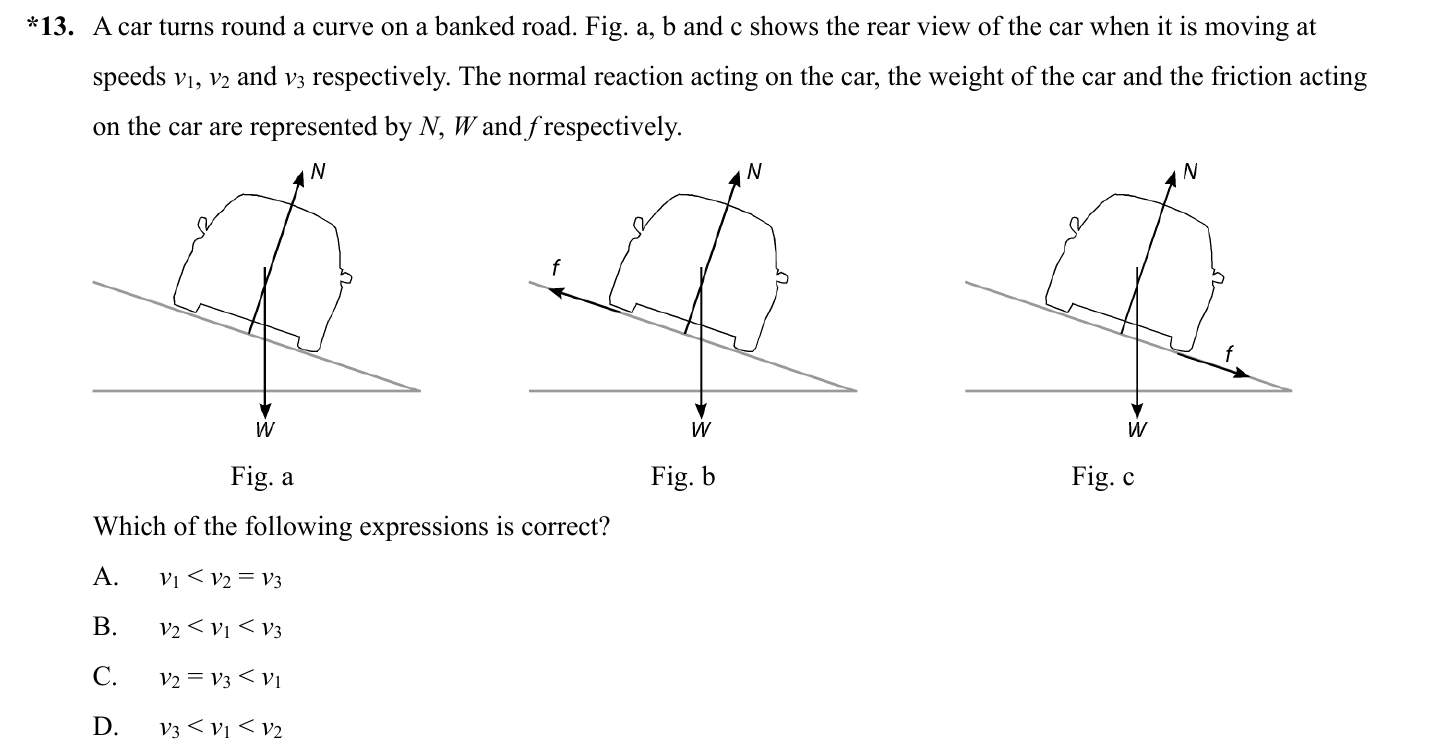 *13. A car turns round a curve on a banked road. Fig. a, b and c shows the rear view of the car when it is moving at
speeds v₁, v₂ and v₃ respectively. The normal reaction acting on the car, the weight of the car and the friction acting
on the car are represented by N, W and f respectively.
N
N
N
f
f
W
W
W
Fig. a
Fig. b
Fig. c
Which of the following expressions is correct?
A. v₁ < v₂ = v₃
B. v₂ < v₁ < v₃
C. v₂ = v₃ < v₁
D. v₃ < v₁ < v₂